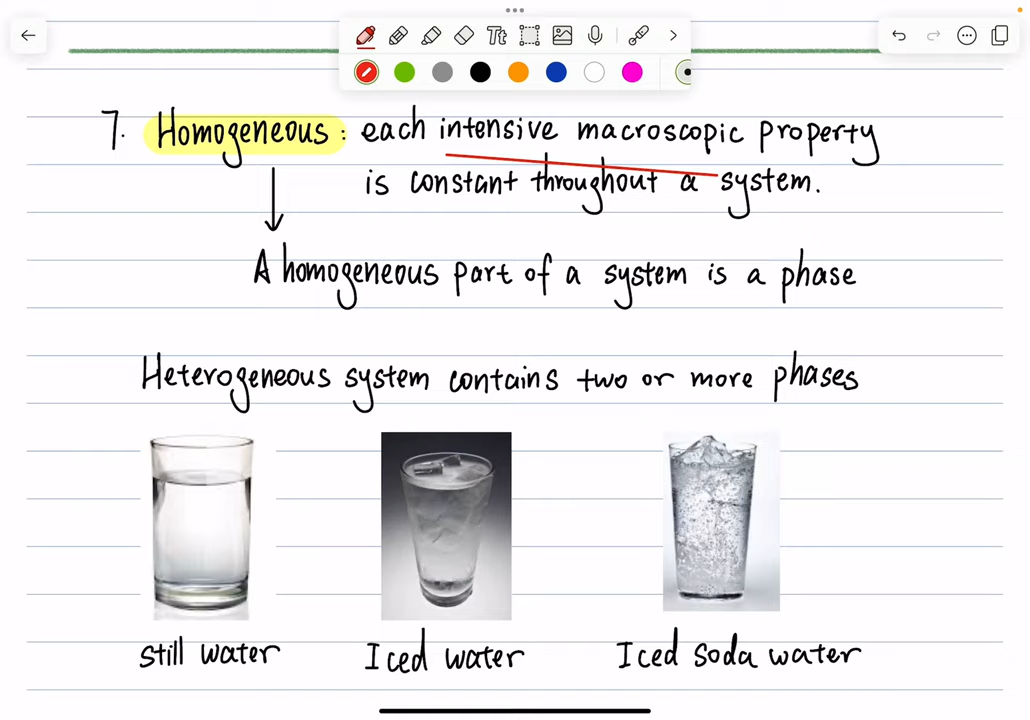 Tt
7. Homogeneous: each intensive macroscopic property
is constant throughout a system.
A homogeneous part of a system is a phase
Heterogeneous system contains two or more phases
still water
Iced water
Iced soda water